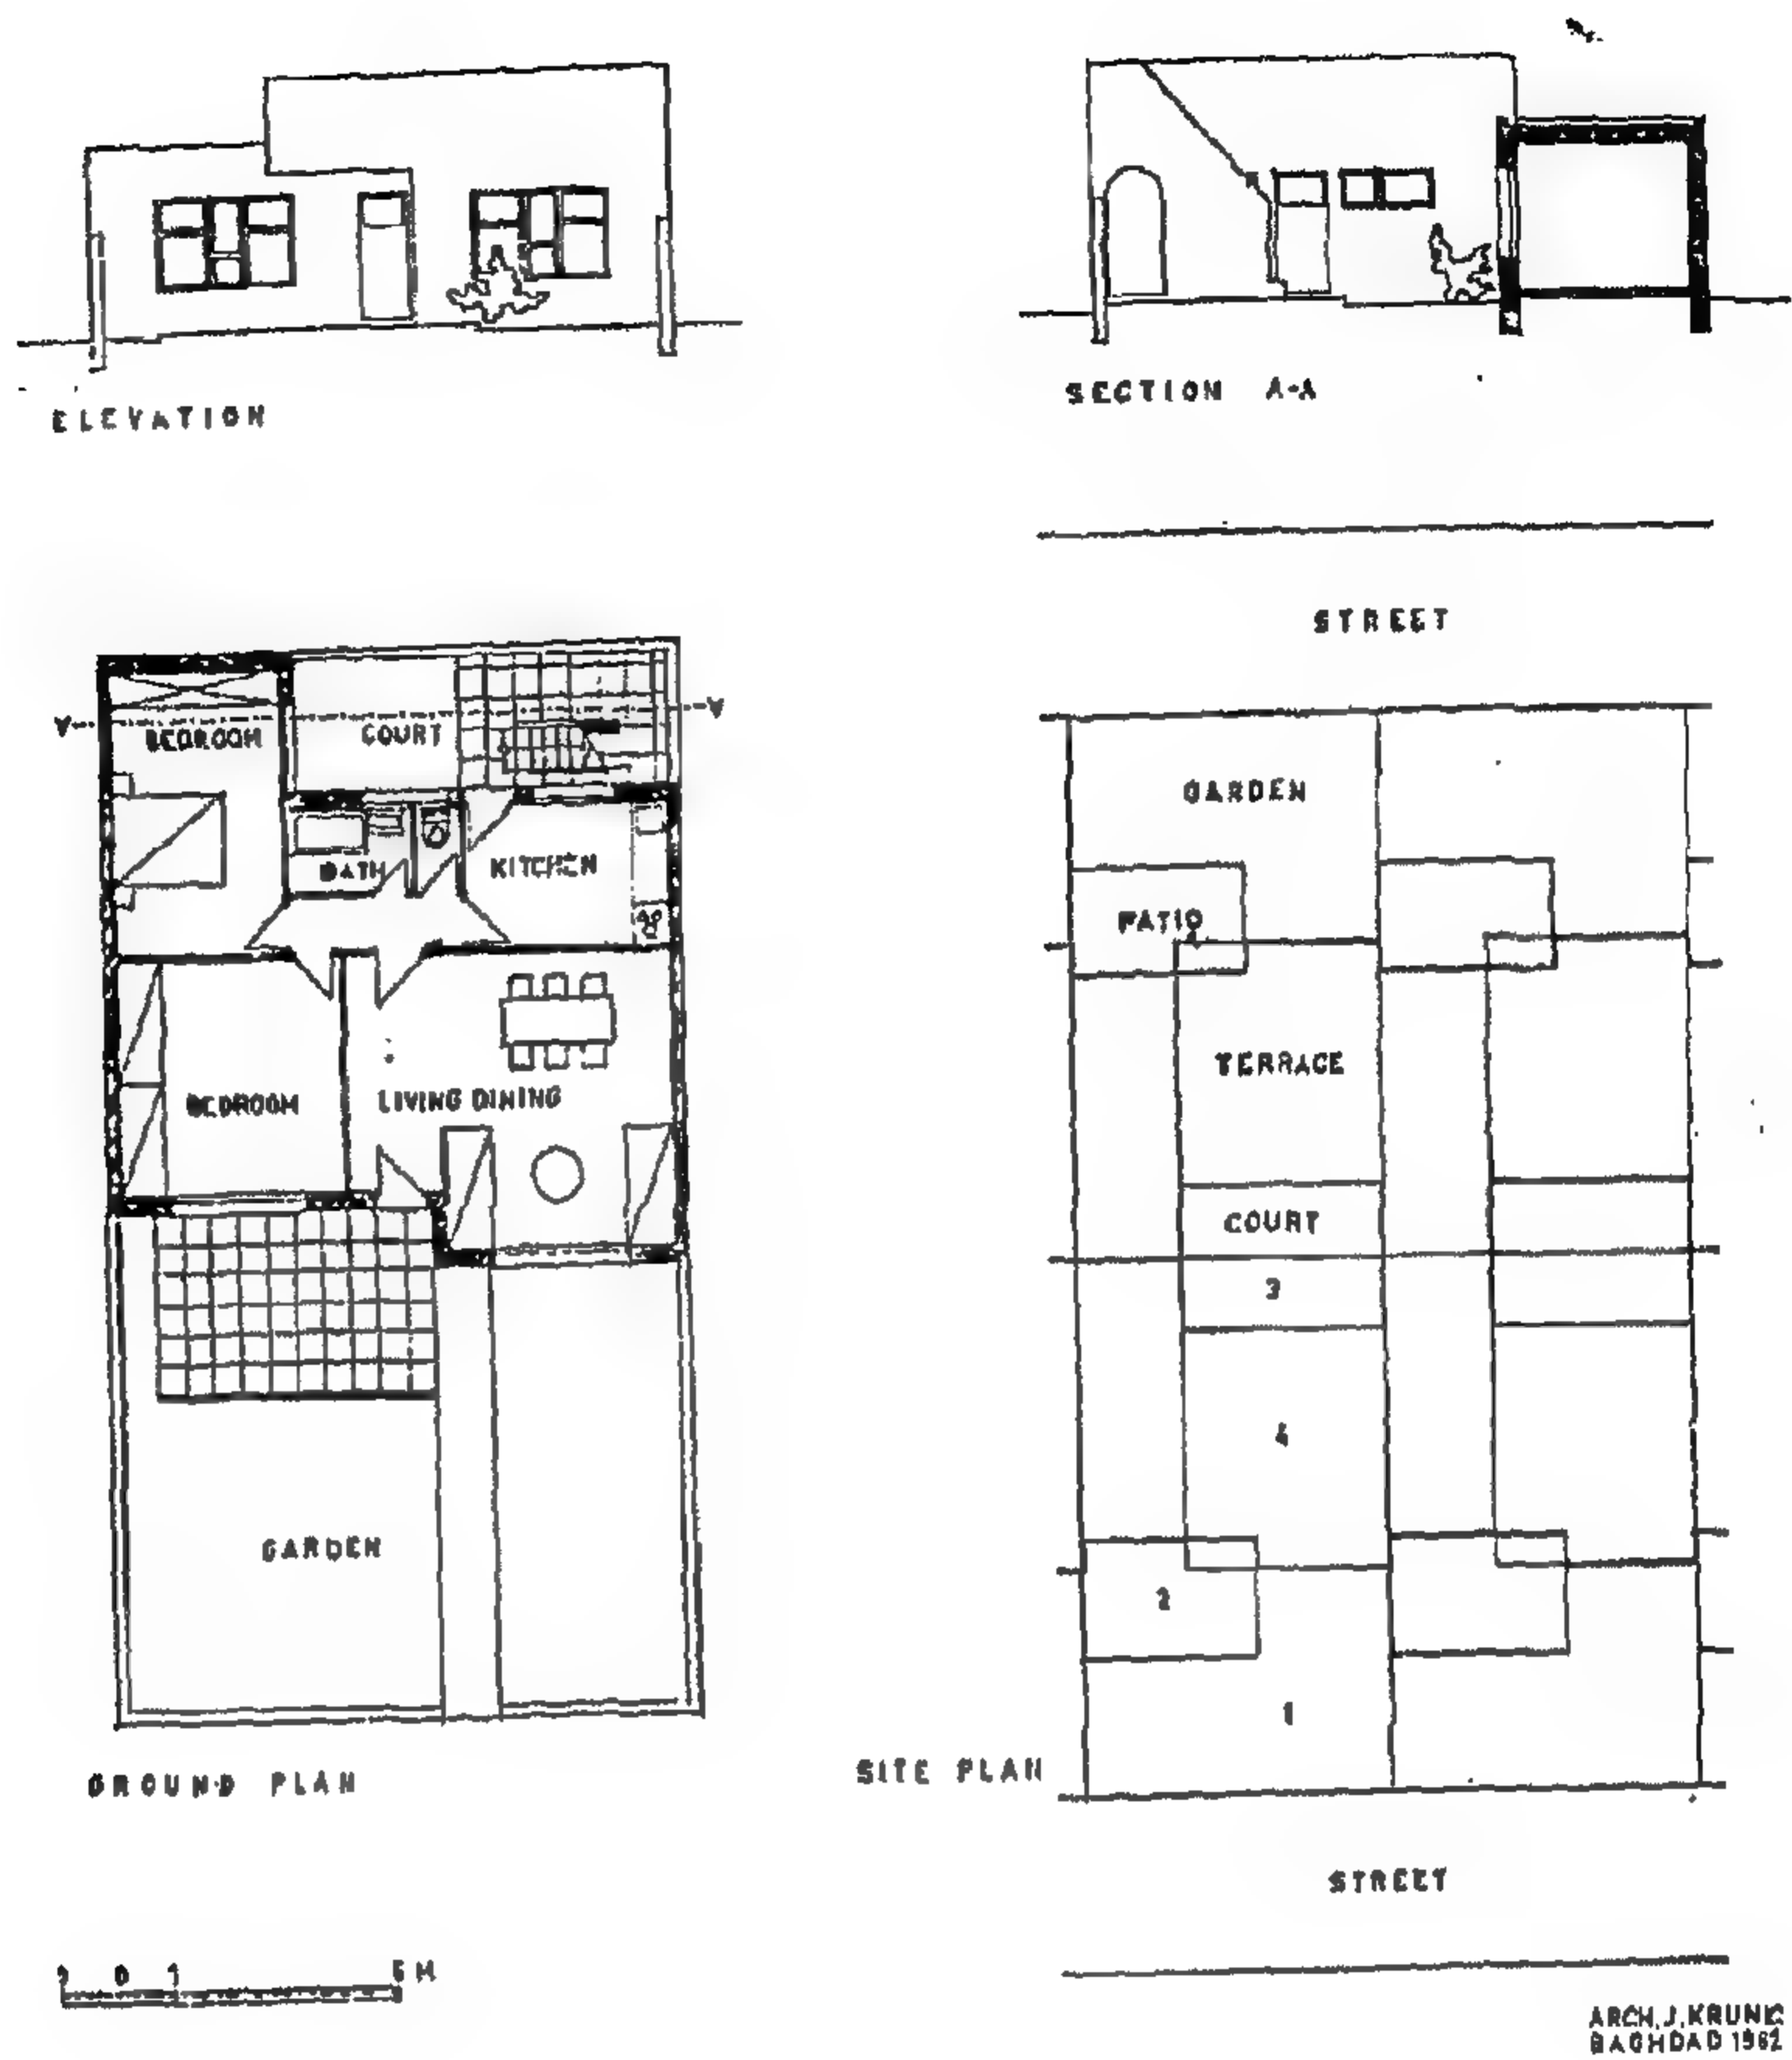 ELEVATION
SECTION A-A
STREET
A
A
BEDROOM
COURT
BATH
KITCHEN
BEDROOM
LIVING DINING
GARDEN
GROUND PLAN
GARDEN
PATIO
TERRACE
COURT
3
4
2
1
SITE PLAN
STREET
0 1 5 M
ARCH. J. KRUNIC
BAGHDAD 1962